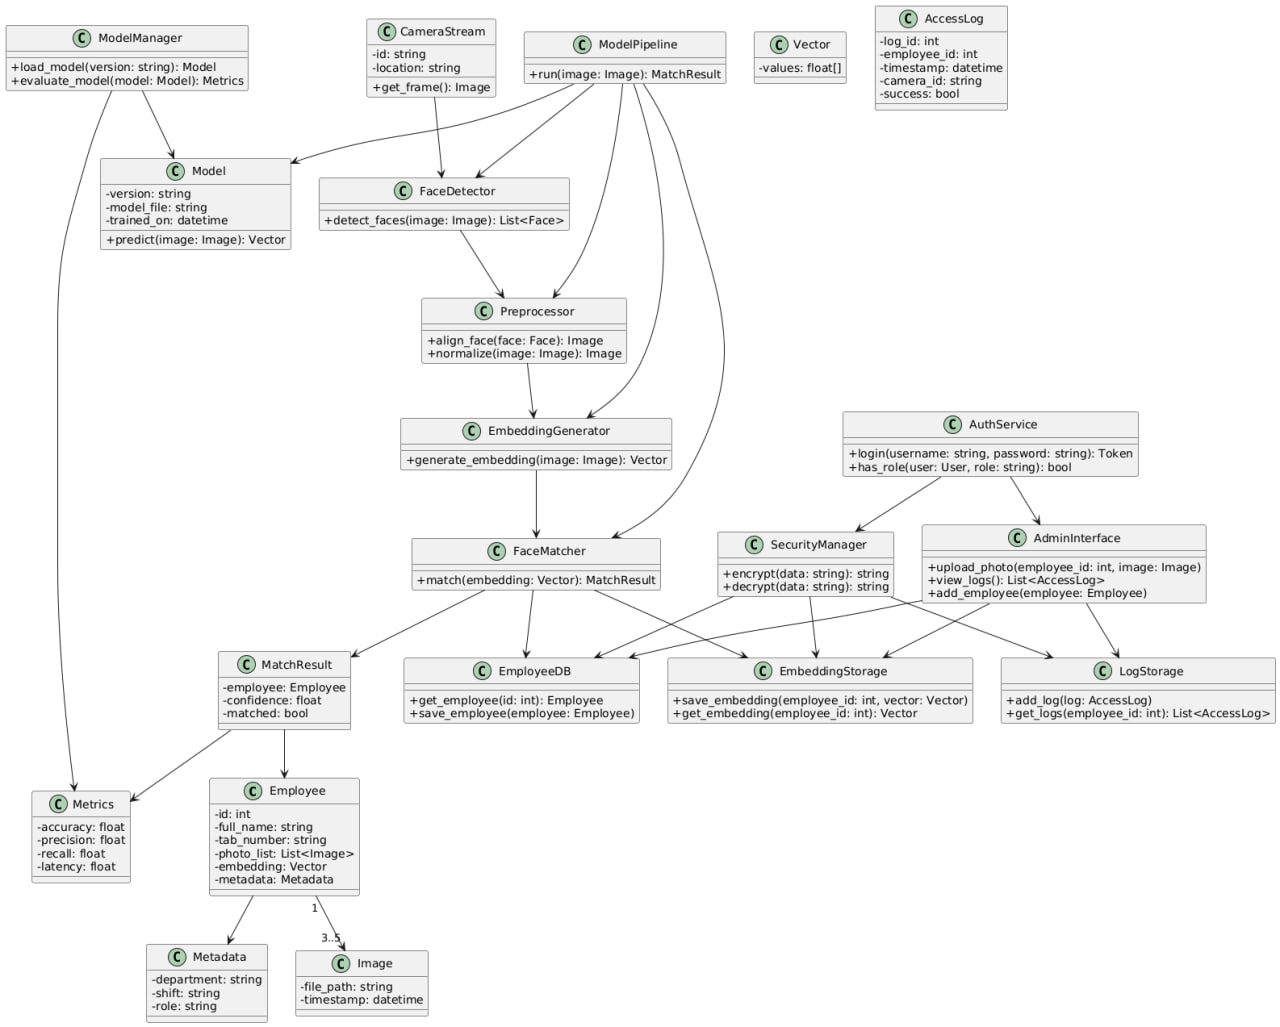 C ModelManager
+load_model(version: string): Model
+evaluate_model(model: Model): Metrics
C CameraStream
-id: string
-location: string
+get_frame(): Image
C ModelPipeline
+run(image: Image): MatchResult
C Vector
-values: float[]
C AccessLog
-log_id: int
-employee_id: int
-timestamp: datetime
-camera_id: string
-success: bool
C Model
-version: string
-model_file: string
-trained_on: datetime
+predict(image: Image): Vector
C FaceDetector
+detect_faces(image: Image): List<Face>
C Preprocessor
+align_face(face: Face): Image
+normalize(image: Image): Image
C EmbeddingGenerator
+generate_embedding(image: Image): Vector
C AuthService
+login(username: string, password: string): Token
+has_role(user: User, role: string): bool
C FaceMatcher
+match(embedding: Vector): MatchResult
C SecurityManager
+encrypt(data: string): string
+decrypt(data: string): string
C AdminInterface
+upload_photo(employee_id: int, image: Image)
+view_logs(): List<AccessLog>
+add_employee(employee: Employee)
C MatchResult
-employee: Employee
-confidence: float
-matched: bool
C EmployeeDB
+get_employee(id: int): Employee
+save_employee(employee: Employee)
C EmbeddingStorage
+save_embedding(employee_id: int, vector: Vector)
+get_embedding(employee_id: int): Vector
C LogStorage
+add_log(log: AccessLog)
+get_logs(employee_id: int): List<AccessLog>
C Metrics
-accuracy: float
-precision: float
-recall: float
-latency: float
C Employee
-id: int
-full_name: string
-tab_number: string
-photo_list: List<Image>
-embedding: Vector
-metadata: Metadata
1
3..5
C Metadata
-department: string
-shift: string
-role: string
C Image
-file_path: string
-timestamp: datetime